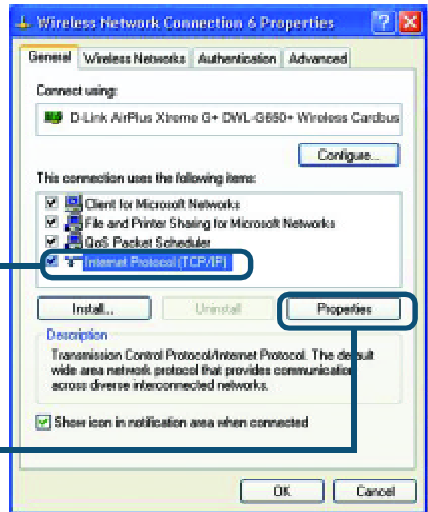 Wireless Network Connection 6 Properties
General Wireless Networks Authentication Advanced
Connect using:
D-Link AirPlus Xtreme G+ DWL-G650+ Wireless Cardbus
Configure...
This connection uses the following items:
Client for Microsoft Networks
File and Printer Sharing for Microsoft Networks
QoS Packet Scheduler
Internet Protocol (TCP/IP)
Install... Uninstall Properties
Description
Transmission Control Protocol/Internet Protocol. The default
wide area network protocol that provides communication
across diverse interconnected networks.
Show icon in notification area when connected
OK Cancel